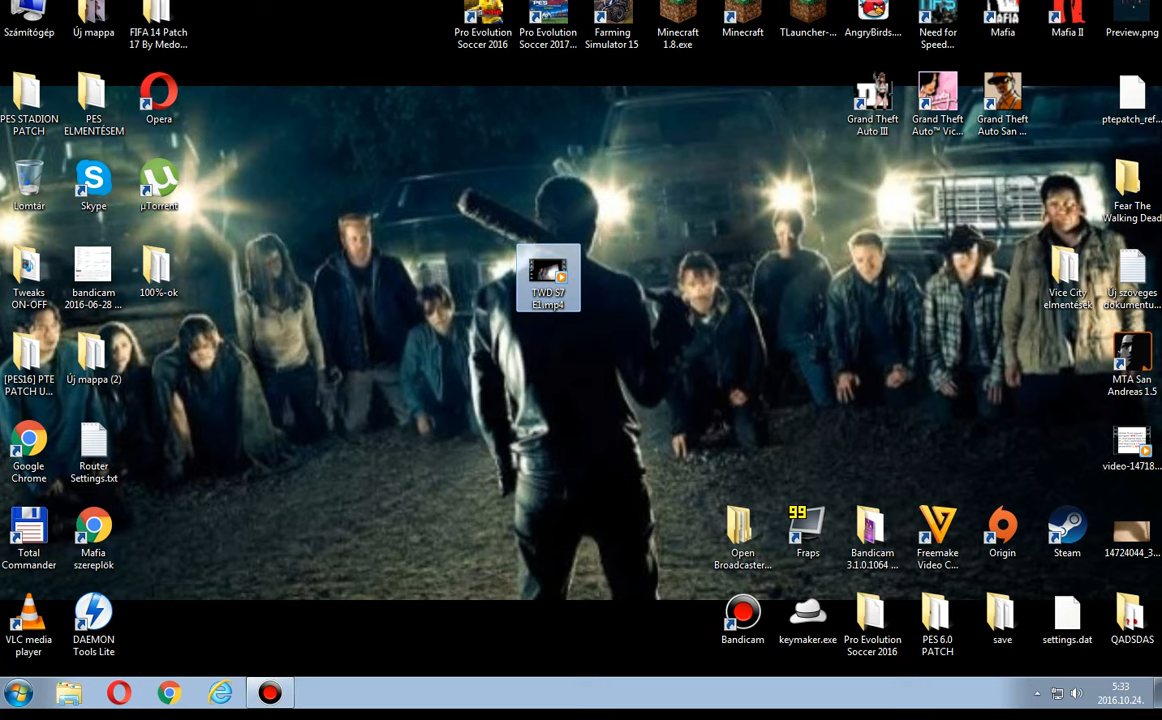 Számítógép
Új mappa
FIFA 14 Patch
17 By Medo...
Pro Evolution
Soccer 2016
Pro Evolution
Soccer 2017...
Farming
Simulator 15
Minecraft
1.8.exe
Minecraft
TLauncher-...
AngryBirds....
Need for
Speed...
Mafia
Mafia II
Preview.png
PES STADION
PATCH
PES
ELMENTÉSEM
Opera
Grand Theft
Auto III
Grand Theft
Auto™ Vic...
Grand Theft
Auto San ...
ptepatch_ref...
Lomtár
Skype
µTorrent
Fear The
Walking Dead
Tweaks
ON-OFF
bandicam
2016-06-28 ...
100%-ok
TWD S7
E1.mp4
Vice City
elmentések
Új szöveges
dokumentu...
[PES16] PTE
PATCH U...
Új mappa (2)
MTA San
Andreas 1.5
Google
Chrome
Router
Settings.txt
video-14718...
Total
Commander
Mafia
szereplők
Open
Broadcaster...
99
Fraps
Bandicam
3.1.0.1064 ...
Freemake
Video C...
Origin
Steam
14724044_3...
VLC media
player
DAEMON
Tools Lite
Bandicam
keymaker.exe
Pro Evolution
Soccer 2016
PES 6.0
PATCH
save
settings.dat
QADSDAS
5:33
2016.10.24.